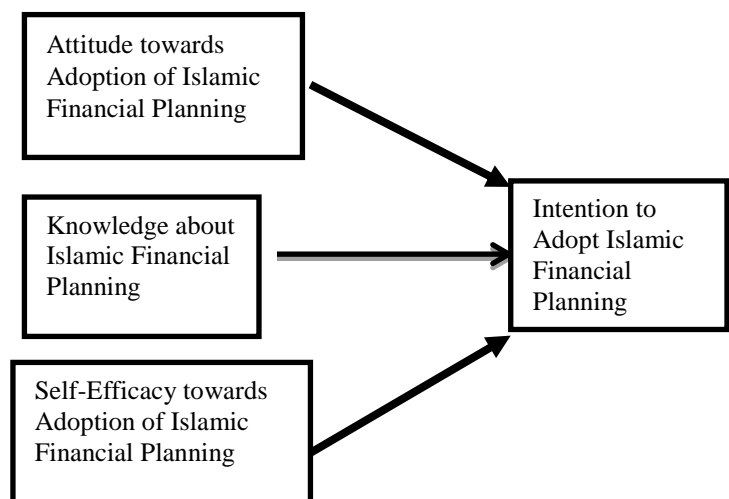 Attitude towards
Adoption of Islamic
Financial Planning
Knowledge about
Islamic Financial
Planning
Self-Efficacy towards
Adoption of Islamic
Financial Planning
Intention to
Adopt Islamic
Financial
Planning